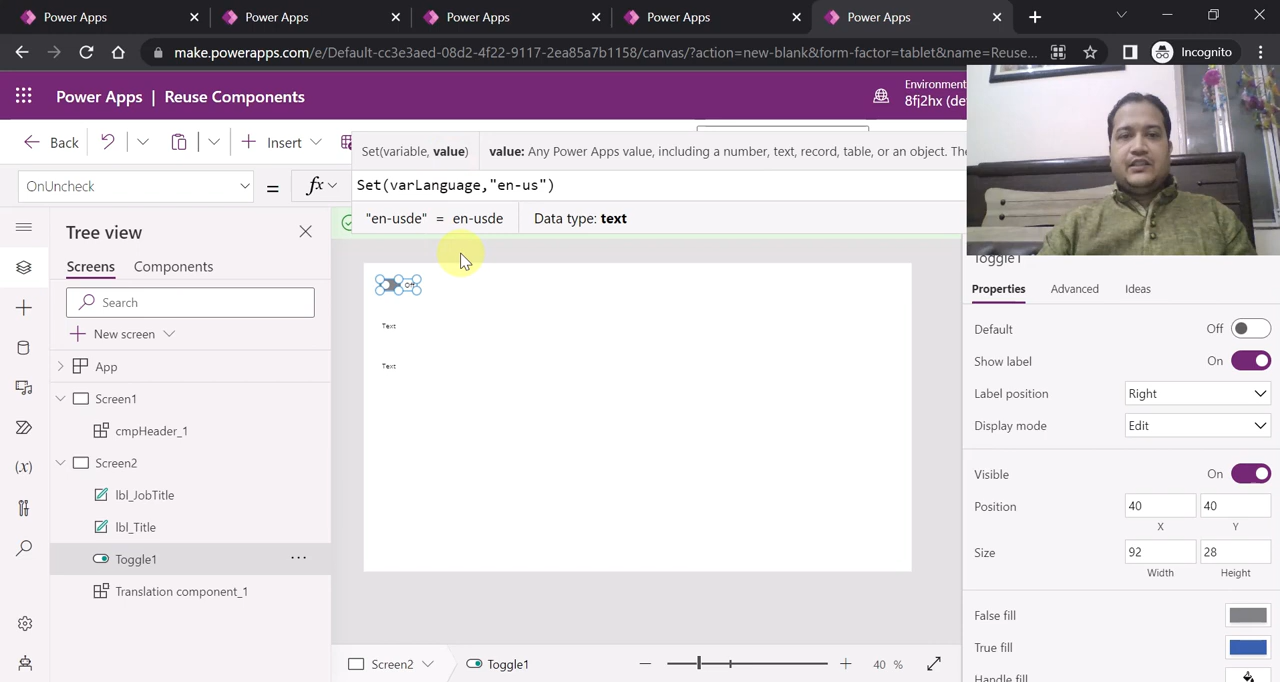 Power Apps
Power Apps
Power Apps
Power Apps
Power Apps
make.powerapps.com/e/Default-cc3e3aed-08d2-4f22-9117-2ea85a7b1158/canvas/?action=new-blank&form-factor=tablet&name=Reuse...
Incognito
Power Apps | Reuse Components
Environment
8fj2hx (de
Back
Insert
Set(variable, value)
value: Any Power Apps value, including a number, text, record, table, or an object. The
OnUncheck
=
fx
Set(varLanguage,"en-us")
"en-usde" = en-usde
Data type: text
Tree view
Screens
Components
Search
New screen
App
Screen1
cmpHeader_1
Screen2
lbl_JobTitle
lbl_Title
Toggle1
Translation component_1
Text
Text
Screen2
Toggle1
40 %
Toggle1
Properties
Advanced
Ideas
Default
Off
Show label
On
Label position
Right
Display mode
Edit
Visible
On
Position
40
40
X
Y
Size
92
28
Width
Height
False fill
True fill
Handle fill